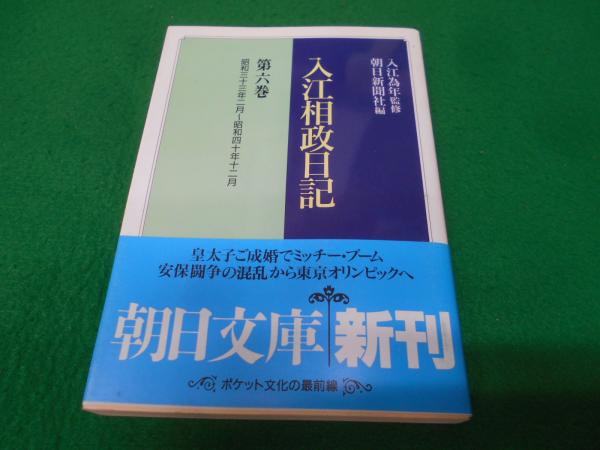 入江為年監修
朝日新聞社編
入江相政日記
第六巻
昭和三十三年二月―昭和四十年十二月
皇太子ご成婚でミッチー・ブーム
安保闘争の混乱から東京オリンピックへ
朝日文庫 新刊
ポケット文化の最前線